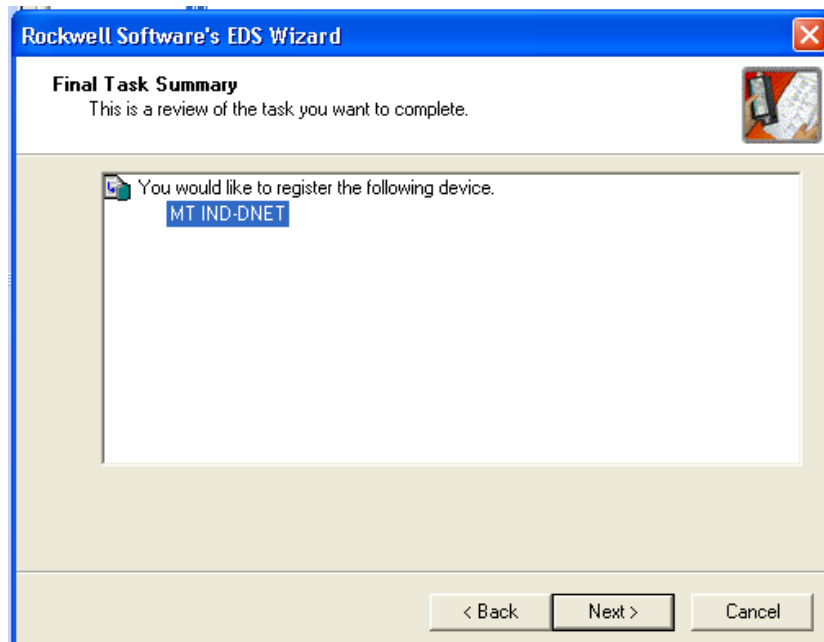 Rockwell Software's EDS Wizard
Final Task Summary
This is a review of the task you want to complete.
You would like to register the following device.
MT IND-DNET
< Back Next > Cancel